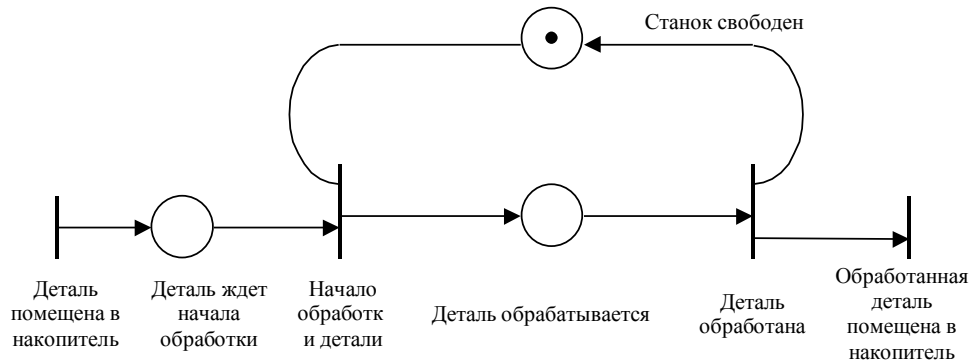 Станок свободен
Деталь
помещена в
накопитель
Деталь ждет
начала
обработки
Начало
обработк
и детали
Деталь обрабатывается
Деталь
обработана
Обработанная
деталь
помещена в
накопитель